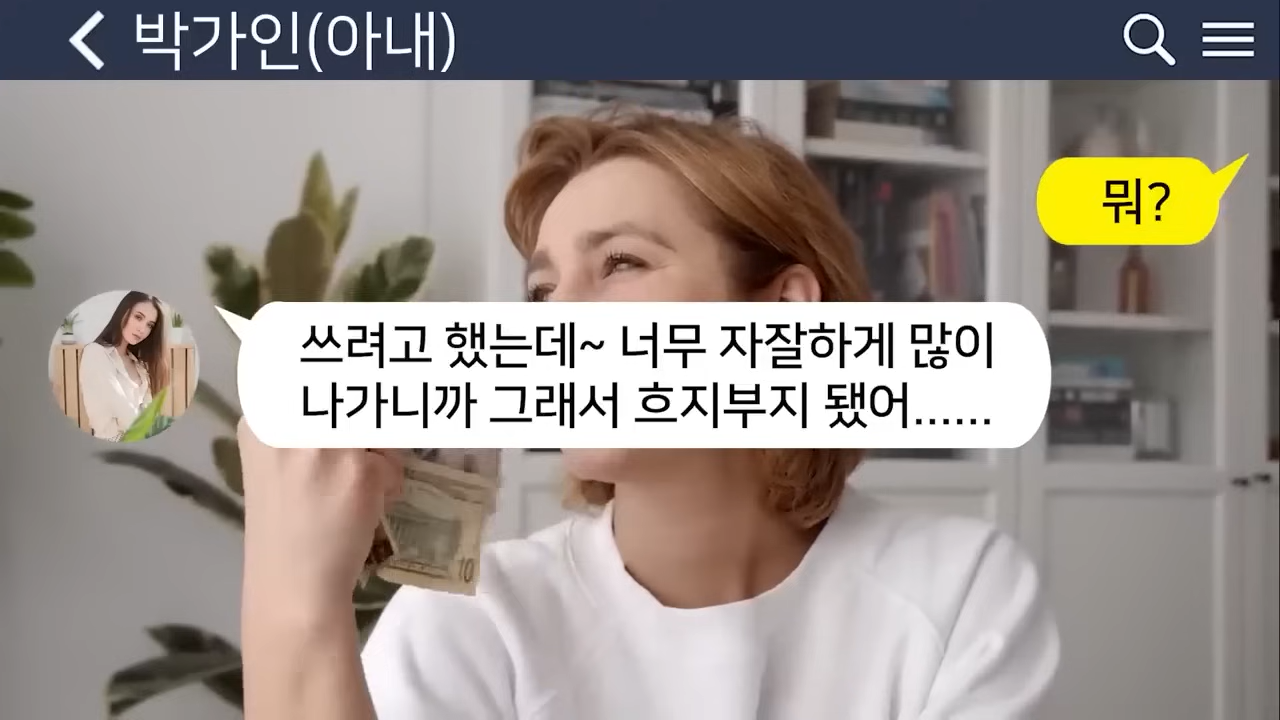 박가인(아내)
뭐?
쓰려고 했는데~ 너무 자잘하게 많이
나가니까 그래서 흐지부지 됐어......
10